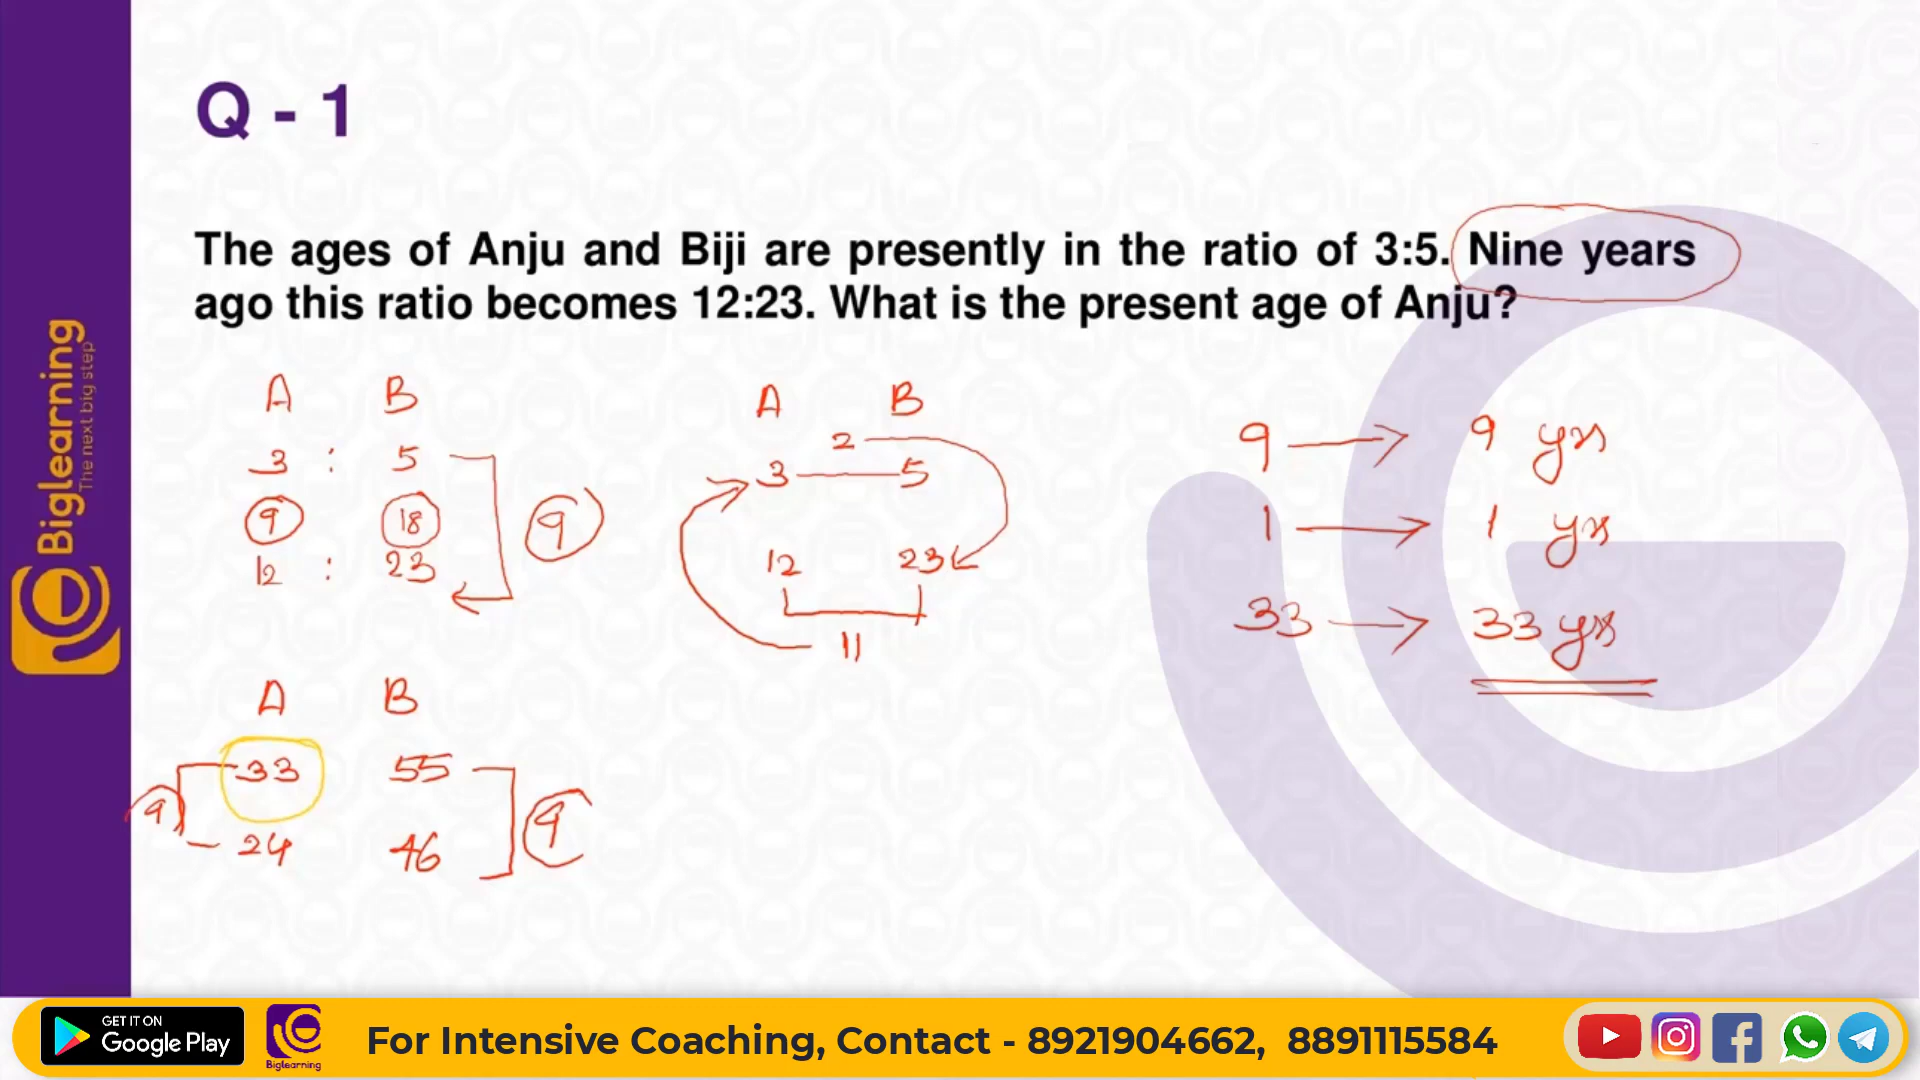 Q - 1
The ages of Anju and Biji are presently in the ratio of 3:5. Nine years
ago this ratio becomes 12:23. What is the present age of Anju?
A B
3 : 5
9 18 9
12 : 23
A B
2
3 5
12 23
11
9 → 9 yrs
1 → 1 yrs
33 → 33 yrs
A B
33 55
9 9
24 46
Biglearning
The next big step
GET IT ON
Google Play
Biglearning
For Intensive Coaching, Contact - 8921904662, 8891115584